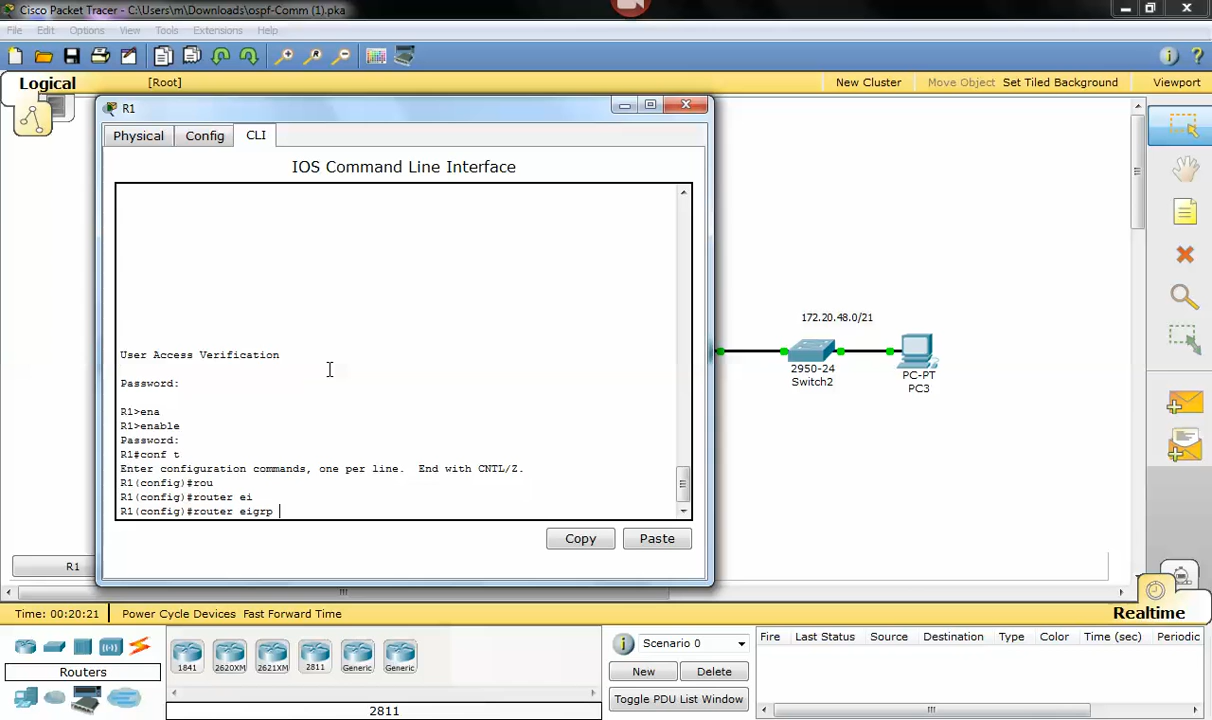 Cisco Packet Tracer - C:\Users\m\Downloads\ospf-Comm (1).pka
File Edit Options View Tools Extensions Help
Logical [Root] New Cluster Move Object Set Tiled Background Viewport
R1
Physical Config CLI
IOS Command Line Interface
User Access Verification
Password:
R1>ena
R1>enable
Password:
R1#conf t
Enter configuration commands, one per line.  End with CNTL/Z.
R1(config)#rou
R1(config)#router ei
R1(config)#router eigrp
Copy Paste
172.20.48.0/21
2950-24
Switch2
PC-PT
PC3
R1
Time: 00:20:21 Power Cycle Devices Fast Forward Time Realtime
Routers
1841 2620XM 2621XM 2811 Generic Generic
2811
Scenario 0
New Delete
Toggle PDU List Window
Fire Last Status Source Destination Type Color Time (sec) Periodic